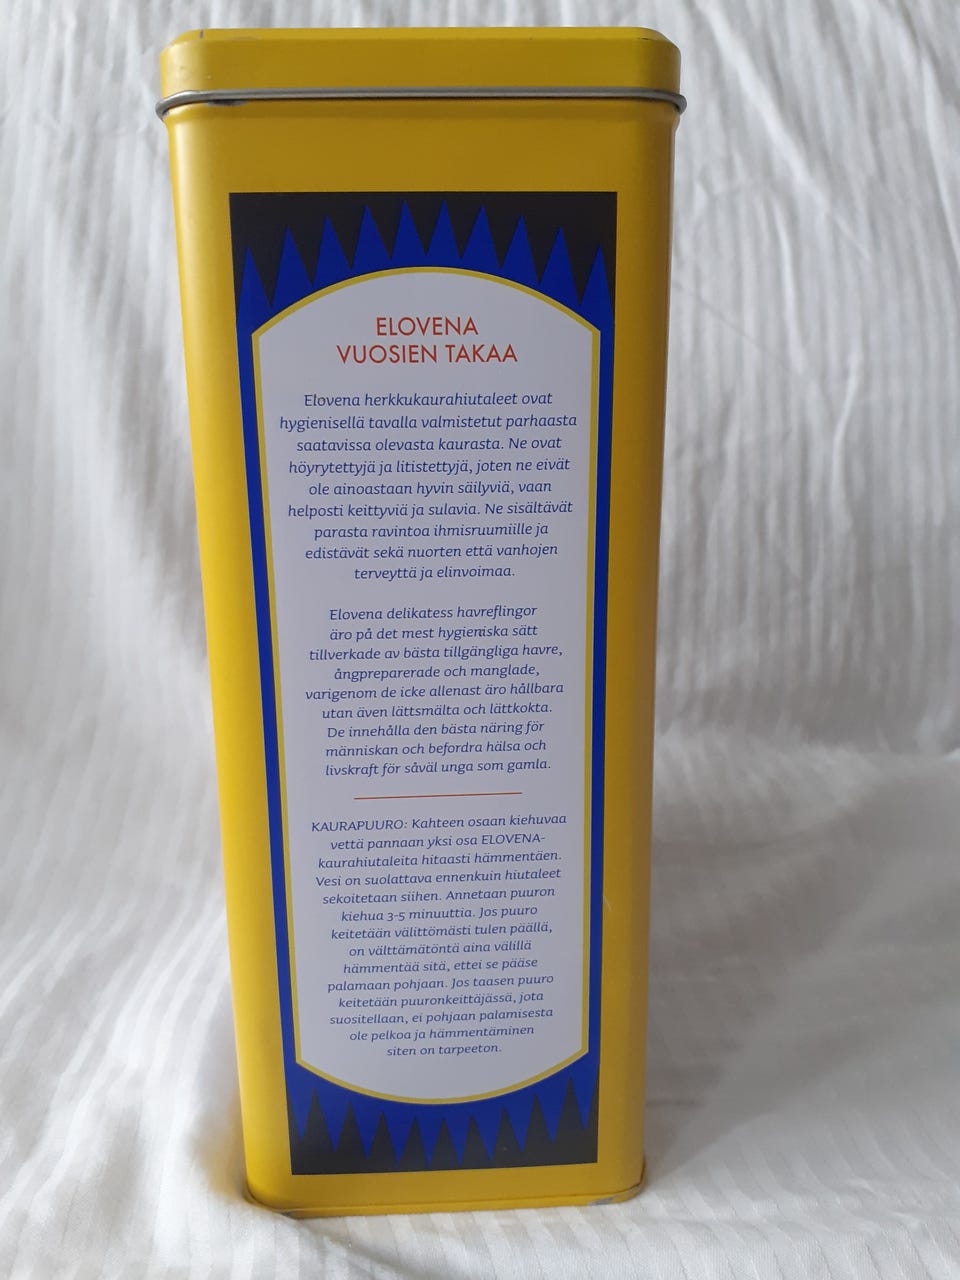 ELOVENA
VUOSIEN TAKAA
Elovena herkkukaurahiutaleet ovat
hygienisellä tavalla valmistetut parhaasta
saatavissa olevasta kaurasta. Ne ovat
höyrytettyjä ja litistettyjä, joten ne eivät
ole ainoastaan hyvin säilyviä, vaan
helposti keittyviä ja sulavia. Ne sisältävät
parasta ravintoa ihmisruumiille ja
edistävät sekä nuorten että vanhojen
terveyttä ja elinvoimaa.
Elovena delikatess havreflingor
äro på det mest hygieniska sätt
tillverkade av bästa tillgängliga havre,
ångpreparerade och manglade,
varigenom de icke allenast äro hållbara
utan även lättsmälta och lättkokta.
De innehålla den bästa näring för
människan och befordra hälsa och
livskraft för såväl unga som gamla.
KAURAPUURO: Kahteen osaan kiehuvaa
vettä pannaan yksi osa ELOVENA-
kaurahiutaleita hitaasti hämmentäen.
Vesi on suolattava ennenkuin hiutaleet
sekoitetaan siihen. Annetaan puuron
kiehua 3-5 minuuttia. Jos puuro
keitetään välittömästi tulen päällä,
on välttämätöntä aina välillä
hämmentää sitä, ettei se pääse
palamaan pohjaan. Jos taasen puuro
keitetään puuronkeittäjässä, jota
suositellaan, ei pohjaan palamisesta
ole pelkoa ja hämmentäminen
siten on tarpeeton.